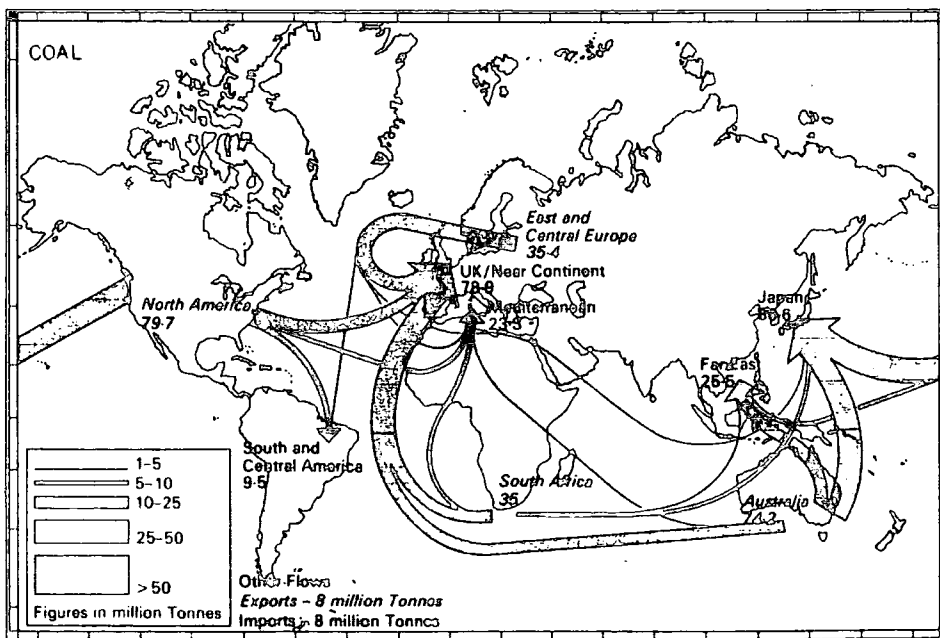 COAL
East and
Central Europe
35·4
UK/Near Continent
North America
79·7
Mediterranean
Japan
Far East
South and
Central America
9·5
South Africa
35
Australia
1-5
5-10
10-25
25-50
>50
Figures in million Tonnes
Other Flows
Exports - 8 million Tonnes
Imports - 8 million Tonnes